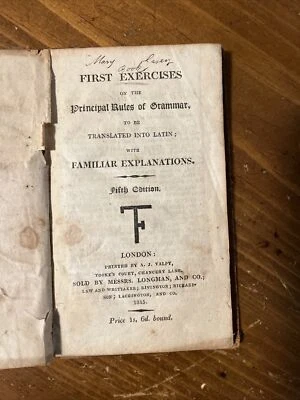 Mary
Book
FIRST EXERCISES
ON THE
Principal Rules of Grammar,
TO BE
TRANSLATED INTO LATIN;
WITH
FAMILIAR EXPLANATIONS.
Fifth Edition.
LONDON:
PRINTED BY A. J. VALPY,
TOOKE'S COURT, CHANCERY LANE,
SOLD BY MESSRS. LONGMAN, AND CO.;
LAW AND WHITTAKER; RIVINGTON; RICHARD-
SON; LACKINGTON, AND CO.
1815.
Price 1s. 6d. bound.